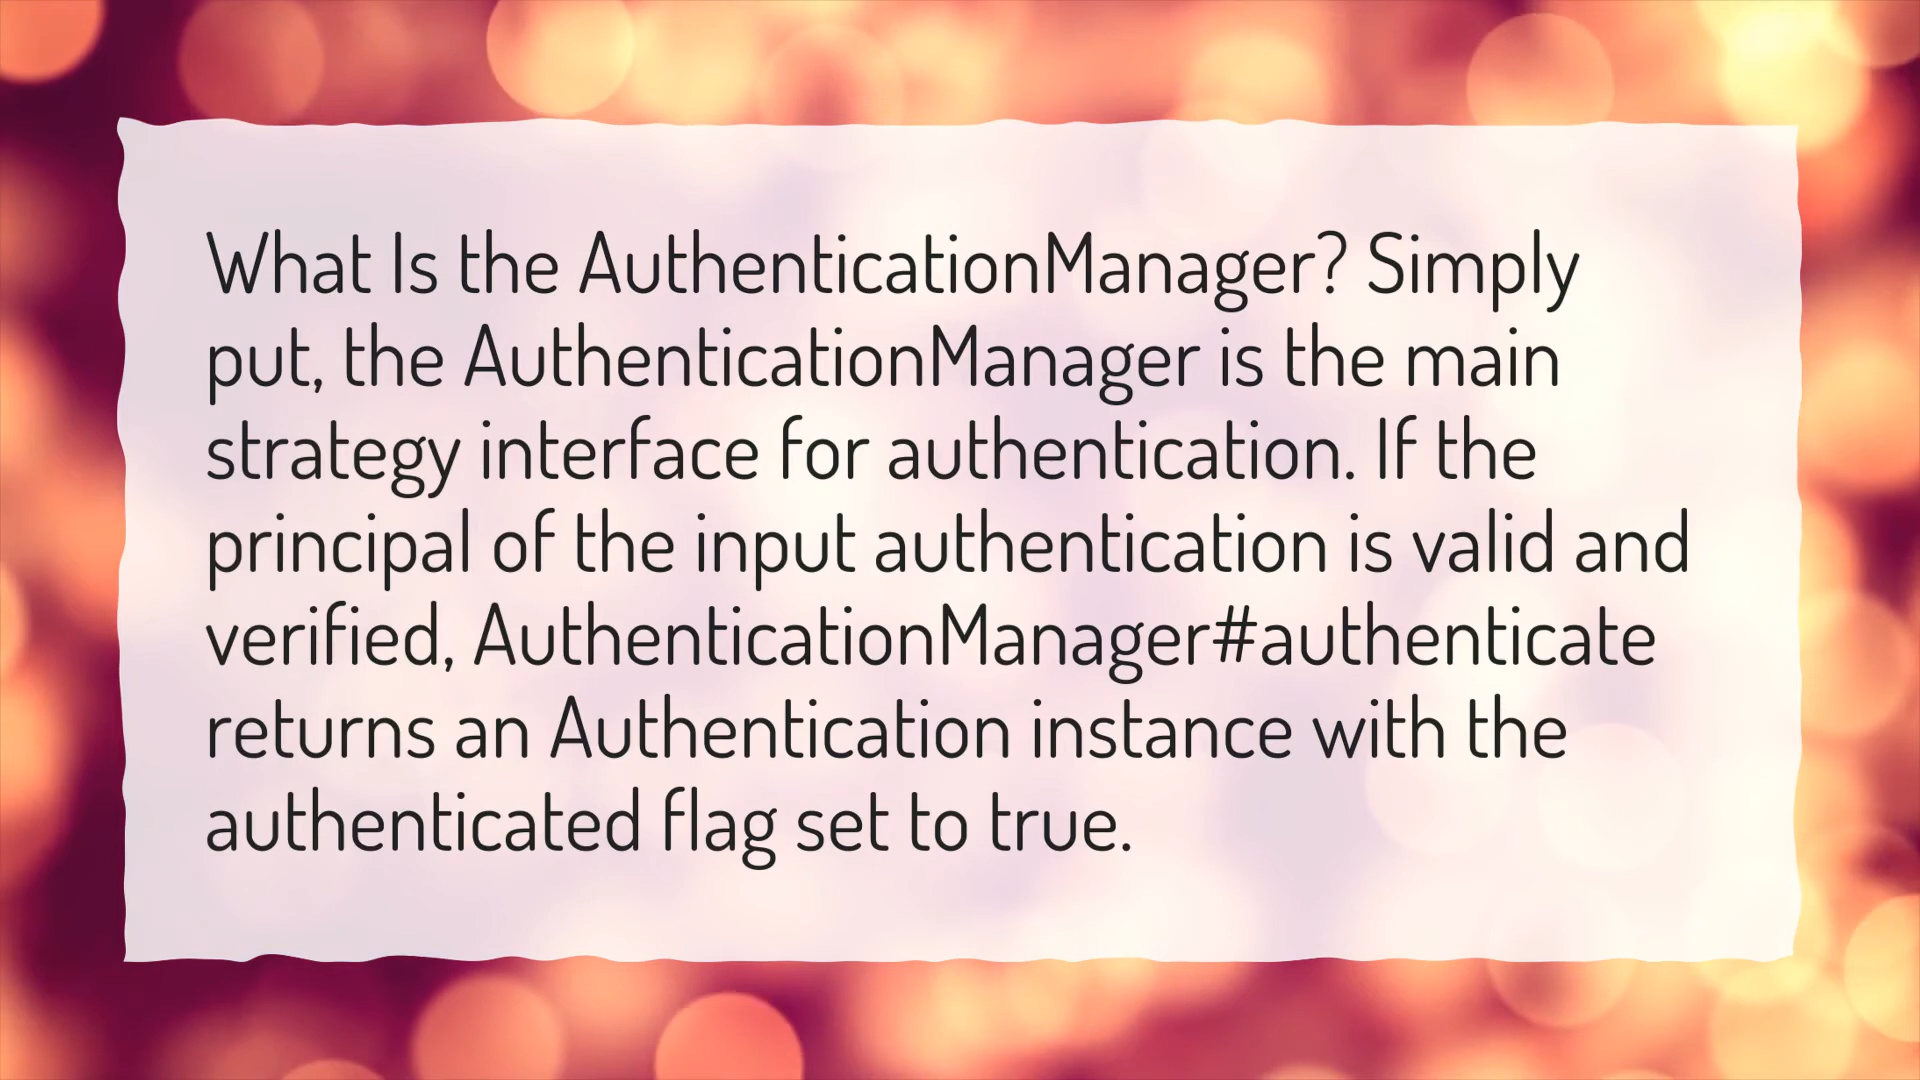 What Is the AuthenticationManager? Simply
put, the AuthenticationManager is the main
strategy interface for authentication. If the
principal of the input authentication is valid and
verified, AuthenticationManager#authenticate
returns an Authentication instance with the
authenticated flag set to true.